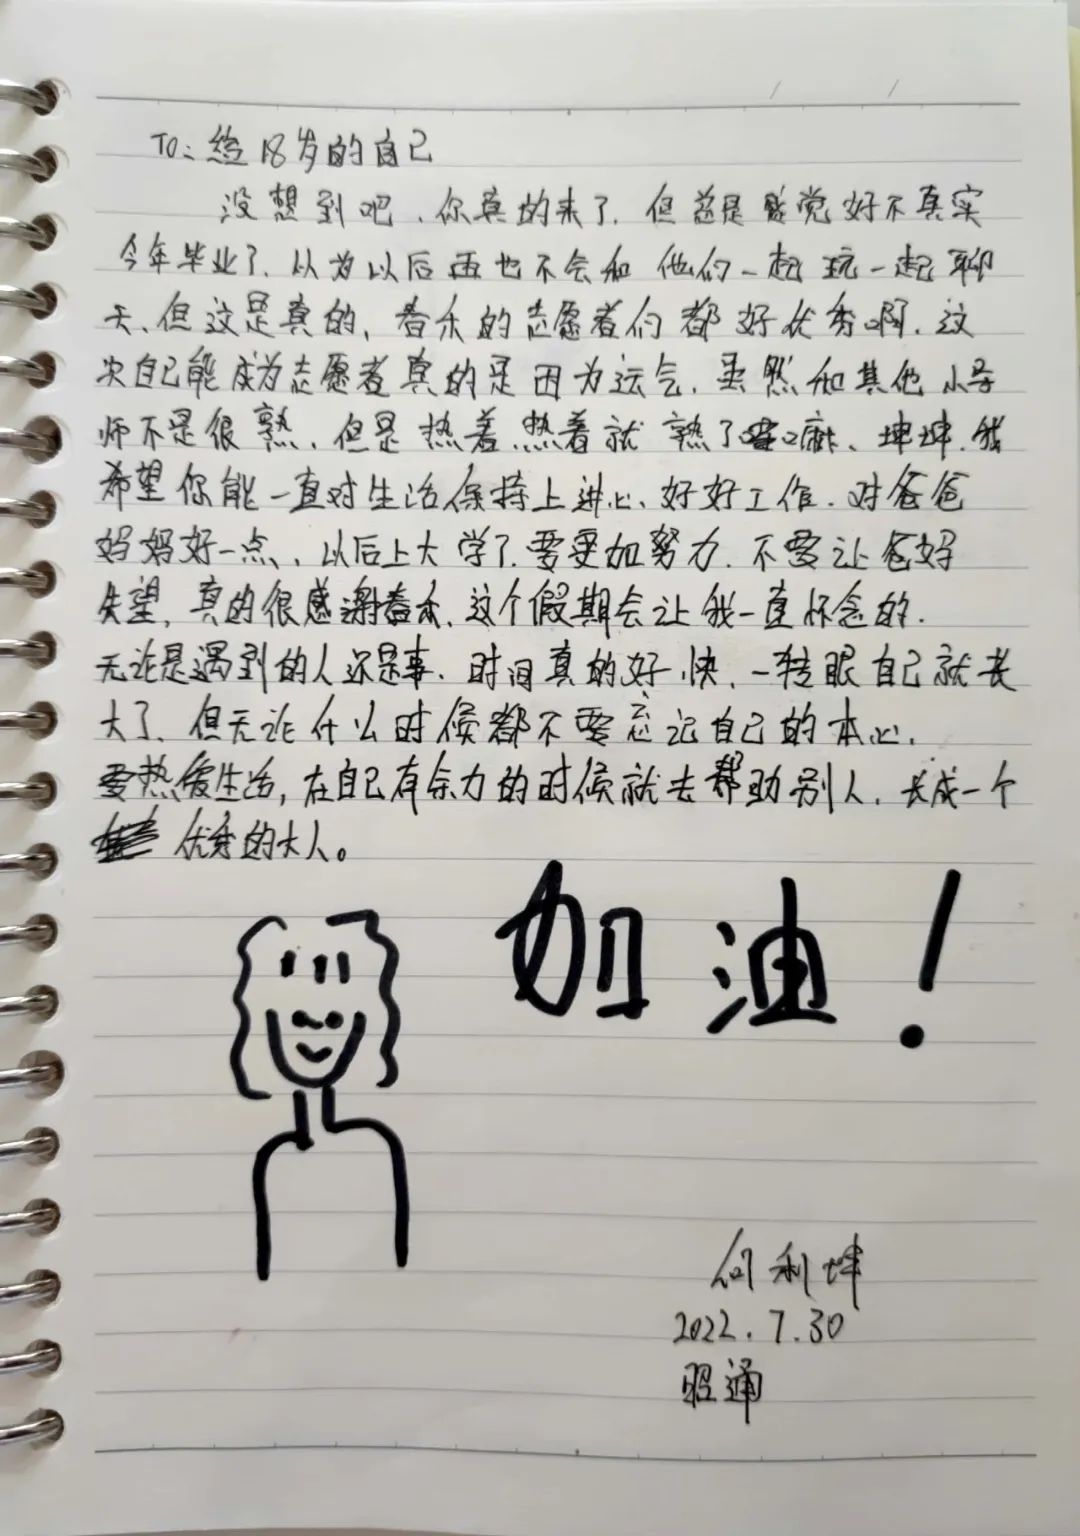 TO: 给18岁的自己
没想到吧、你真的来了. 但总是感觉好不真实
今年毕业了. 以为以后再也不会和他们一起玩一起聊
天、但这是真的, 春禾的志愿者们都好优秀啊. 这
次自己能成为志愿者真的是因为运气. 虽然和其他小导
师不是很熟、但是热着热着就熟了嘛、坤坤. 我
希望你能一直对生活保持上进心、好好工作. 对爸爸
妈妈好一点、以后上大学了. 要更加努力. 不要让爸妈
失望, 真的很感谢春禾. 这个假期会让我一直怀念的.
无论是遇到的人还是事. 时间真的好快、一转眼自己就长
大了. 但无论什么时候都不要忘记自己的本心.
要热爱生活, 在自己有余力的时候就去帮助别人. 长成一个
优秀的大人。
加油!
何利坤
2022.7.30
昭通